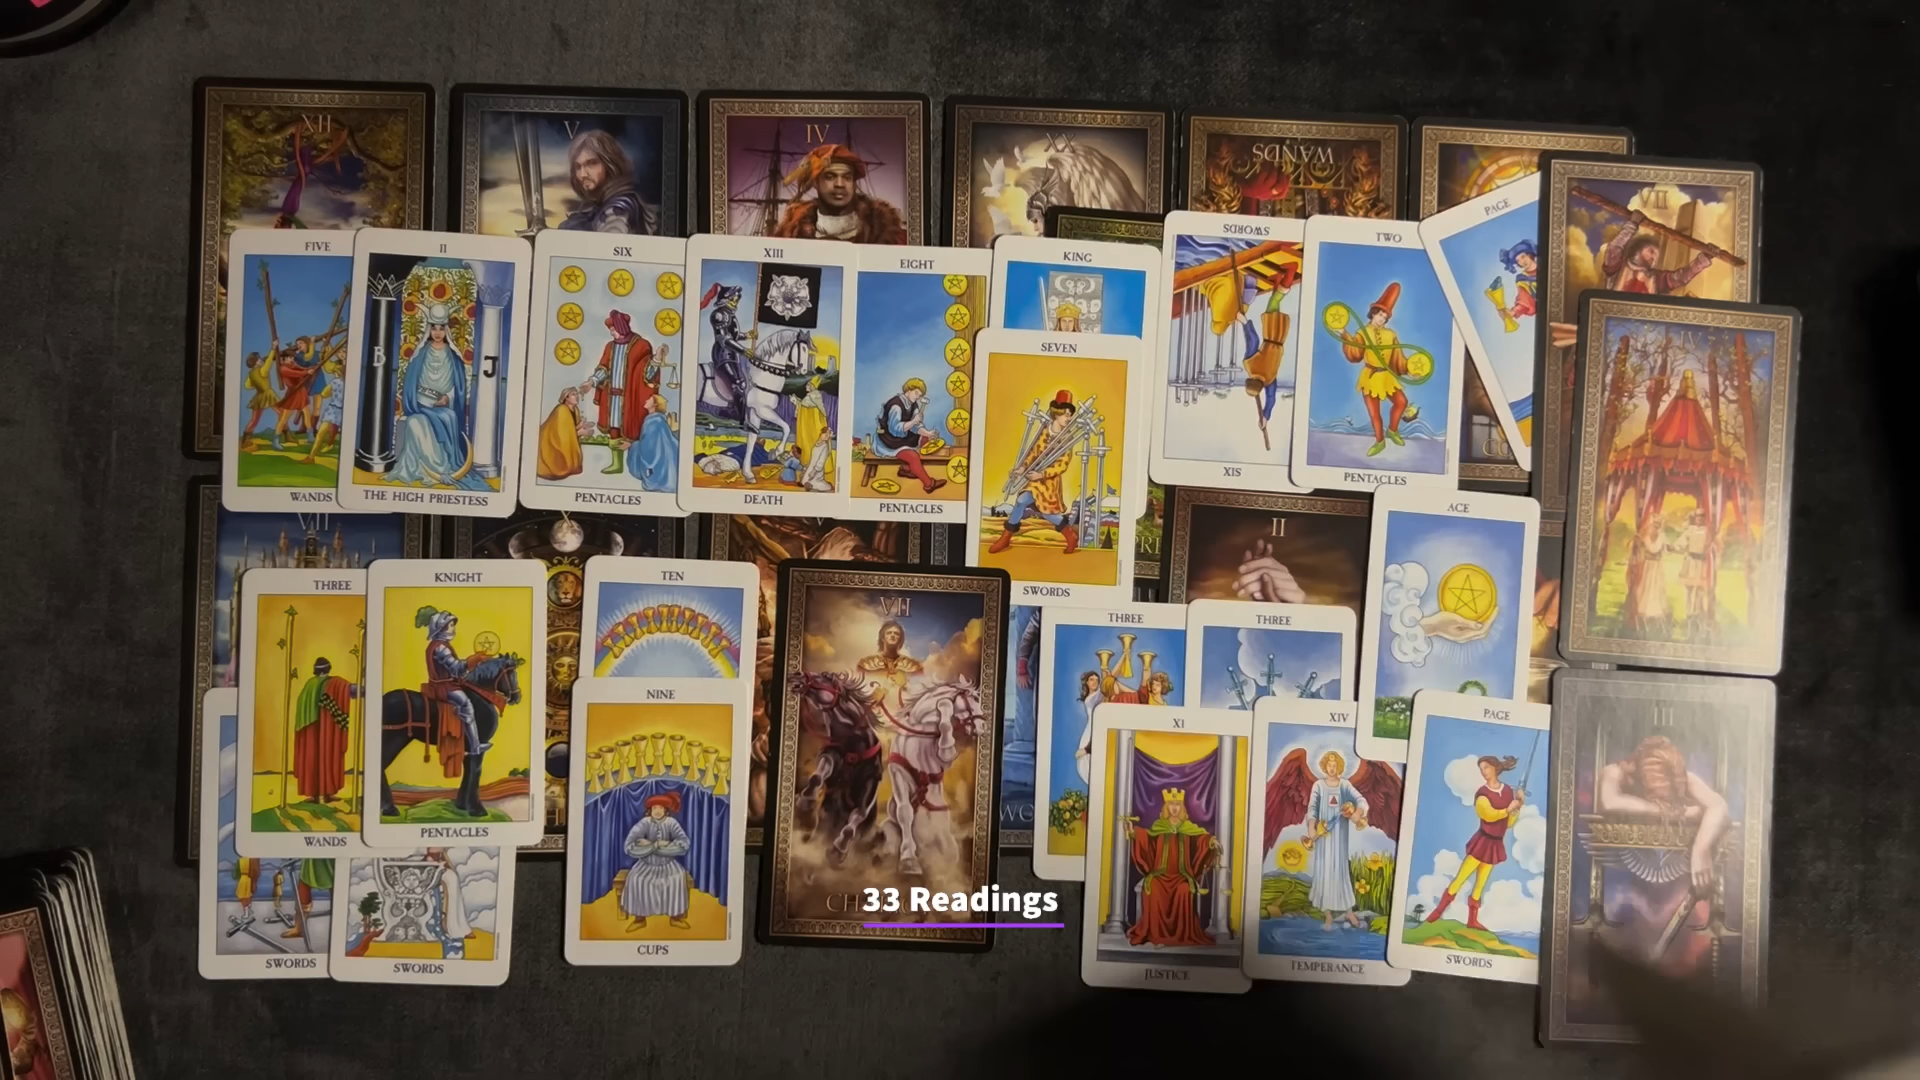 XII
V
IV
XX
WANDS
VII
FIVE
II
SIX
XIII
EIGHT
KING
SWORDS
TWO
PAGE
IV
SEVEN
B
J
WANDS
THE HIGH PRIESTESS
PENTACLES
DEATH
PENTACLES
SIX
PENTACLES
VII
V
II
ACE
THREE
KNIGHT
TEN
VII
SWORDS
THREE
THREE
NINE
XI
XIV
PAGE
III
WANDS
PENTACLES
CUPS
33 Readings
SWORDS
SWORDS
JUSTICE
TEMPERANCE
SWORDS